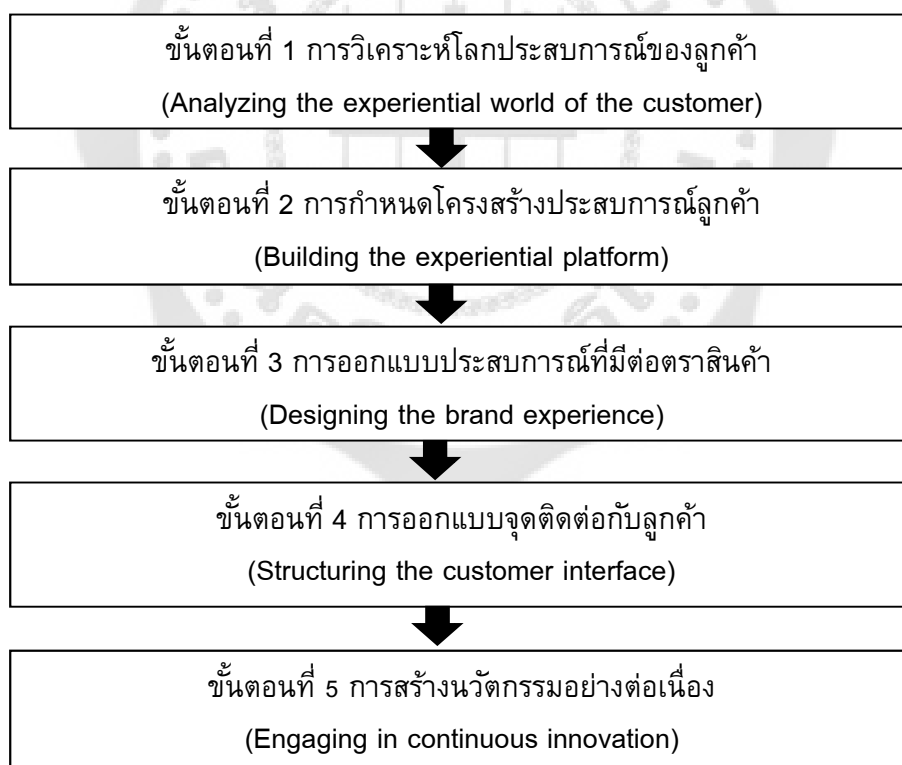 ขั้นตอนที่ 1 การวิเคราะห์โลกประสบการณ์ของลูกค้า
(Analyzing the experiential world of the customer)
ขั้นตอนที่ 2 การกำหนดโครงสร้างประสบการณ์ลูกค้า
(Building the experiential platform)
ขั้นตอนที่ 3 การออกแบบประสบการณ์ที่มีต่อตราสินค้า
(Designing the brand experience)
ขั้นตอนที่ 4 การออกแบบจุดติดต่อกับลูกค้า
(Structuring the customer interface)
ขั้นตอนที่ 5 การสร้างนวัตกรรมอย่างต่อเนื่อง
(Engaging in continuous innovation)